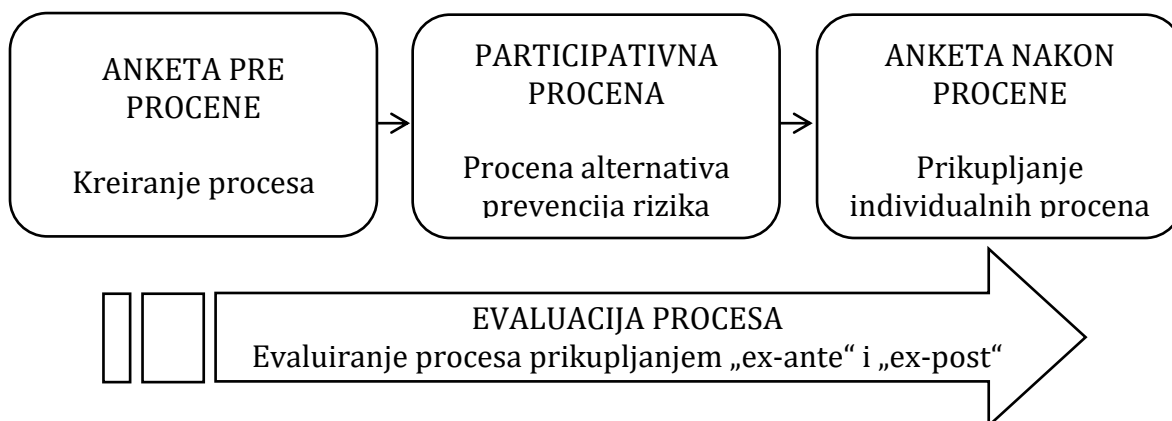 ANKETA PRE
PROCENE
Kreiranje procesa
PARTICIPATIVNA
PROCENA
Procena alternativa
prevencija rizika
ANKETA NAKON
PROCENE
Prikupljanje
individualnih procena
EVALUACIJA PROCESA
Evaluiranje procesa prikupljanjem „ex-ante“ i „ex-post“